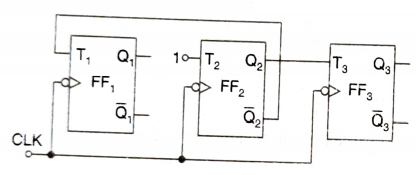 T₁ Q₁
FF₁
Q̅₁
1 T₂ Q₂
FF₂
Q̅₂
T₃ Q₃
FF₃
Q̅₃
CLK